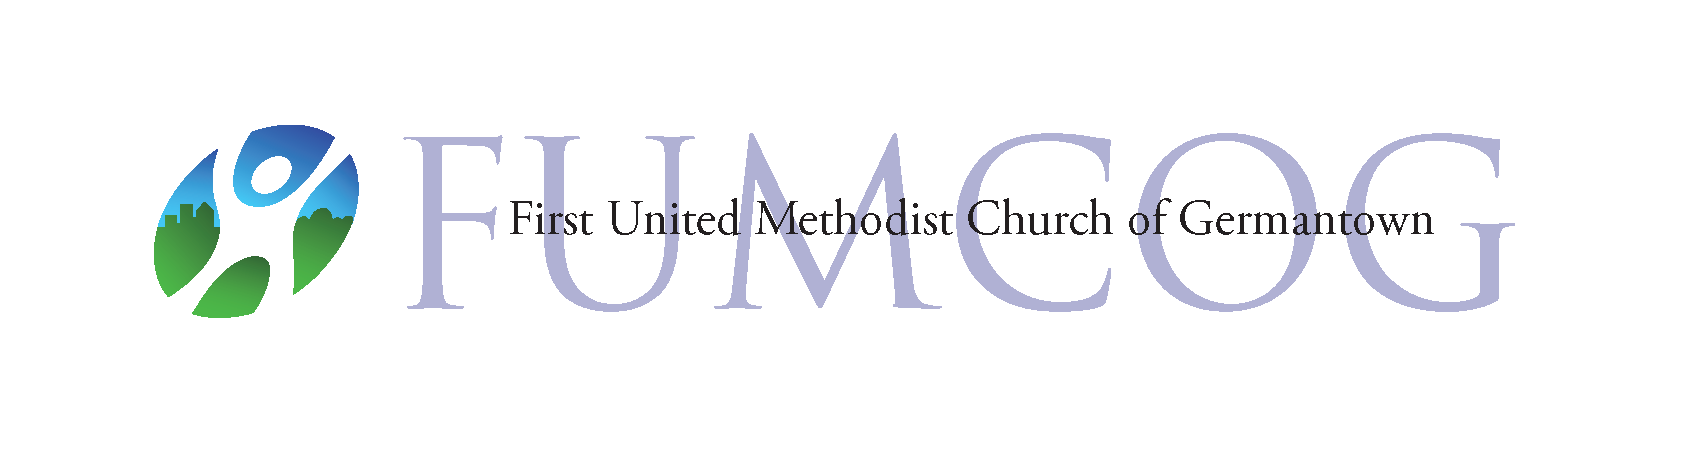 FUMCOG
First United Methodist Church of Germantown